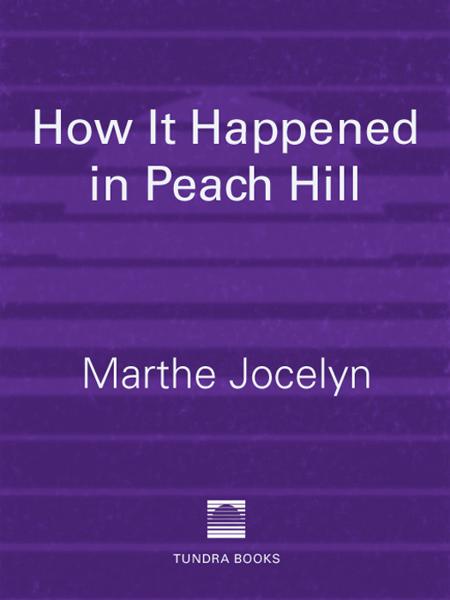 How It Happened
in Peach Hill
Marthe Jocelyn
TUNDRA BOOKS